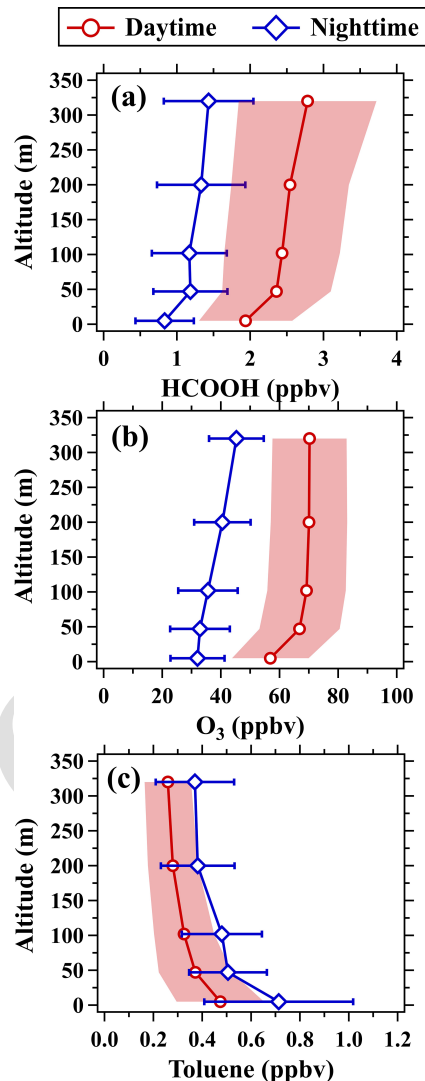 Daytime Nighttime
(a)
350
300
250
200
150
100
50
0
Altitude (m)
0 1 2 3 4
HCOOH (ppbv)
(b)
350
300
250
200
150
100
50
0
Altitude (m)
0 20 40 60 80 100
O₃ (ppbv)
(c)
350
300
250
200
150
100
50
0
Altitude (m)
0.0 0.2 0.4 0.6 0.8 1.0 1.2
Toluene (ppbv)